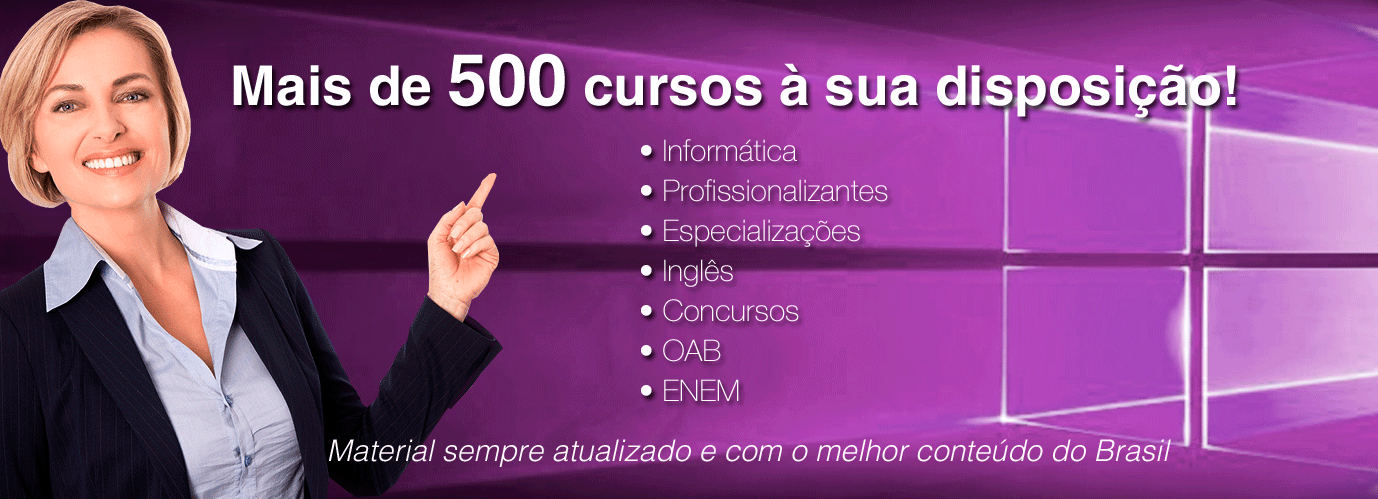 Mais de 500 cursos à sua disposição!
• Informática
• Profissionalizantes
• Especializações
• Inglês
• Concursos
• OAB
• ENEM
Material sempre atualizado e com o melhor conteúdo do Brasil